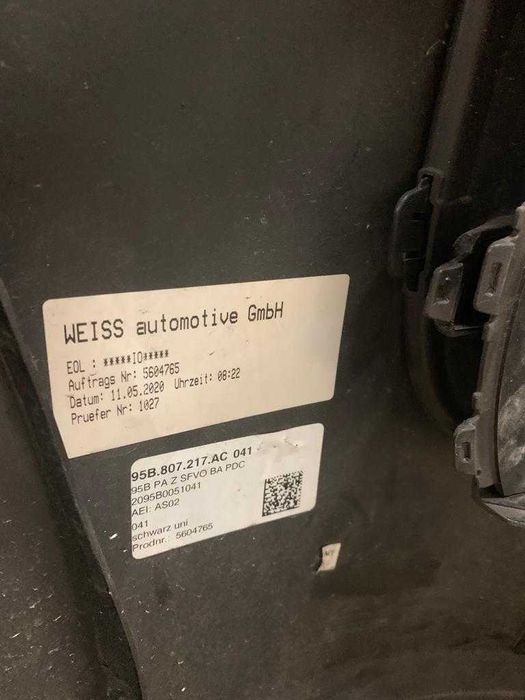 WEISS automotive GmbH
EOL : *****IO*****
Auftrags Nr: 5604765
Datum: 11.05.2020 Uhrzeit: 08:22
Pruefer Nr: 1027
95B.807.217.AC 041
95B PA Z SFVO BA PDC
2095B0051041
AEI: AS02
041
schwarz uni
Prodnr.: 5604765